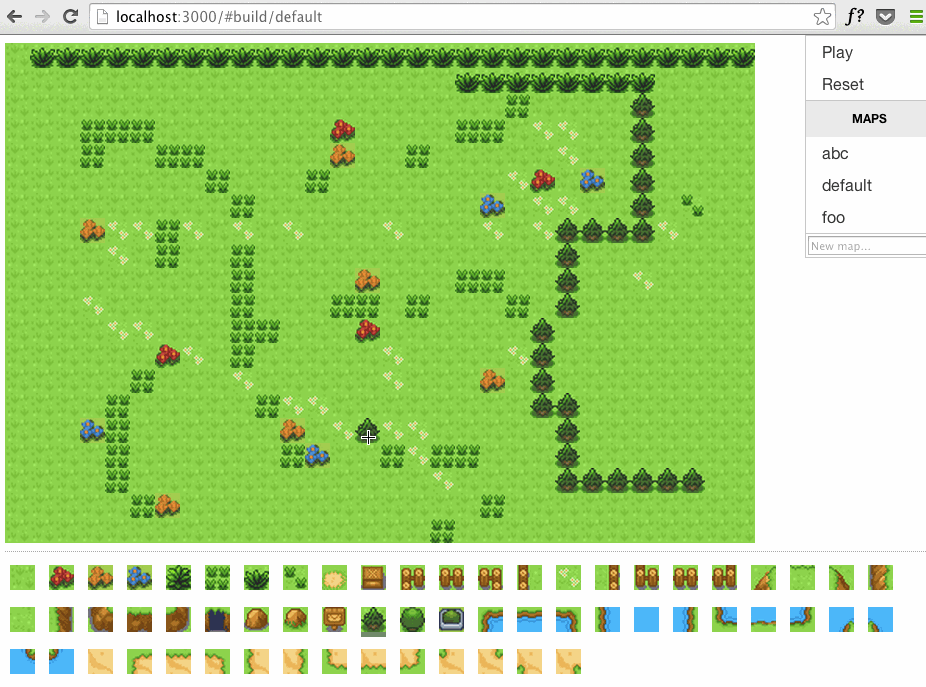 localhost:3000/#build/default
f?
Play
Reset
MAPS
abc
default
foo
New map...